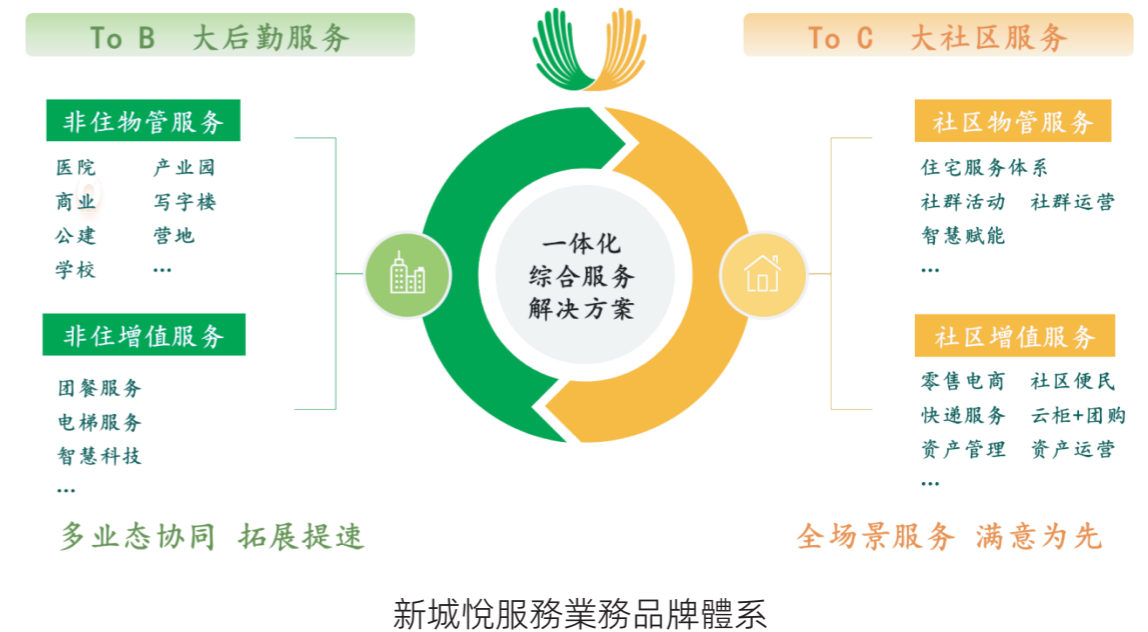 To B 大后勤服务
非住物管服务
医院 产业园
商业 写字楼
公建 营地
学校 ...
非住增值服务
团餐服务
电梯服务
智慧科技
...
多业态协同 拓展提速
一体化
综合服务
解决方案
To C 大社区服务
社区物管服务
住宅服务体系
社群活动 社群运营
智慧赋能
...
社区增值服务
零售电商 社区便民
快递服务 云柜+团购
资产管理 资产运营
...
全场景服务 满意为先
新城悅服務業務品牌體系